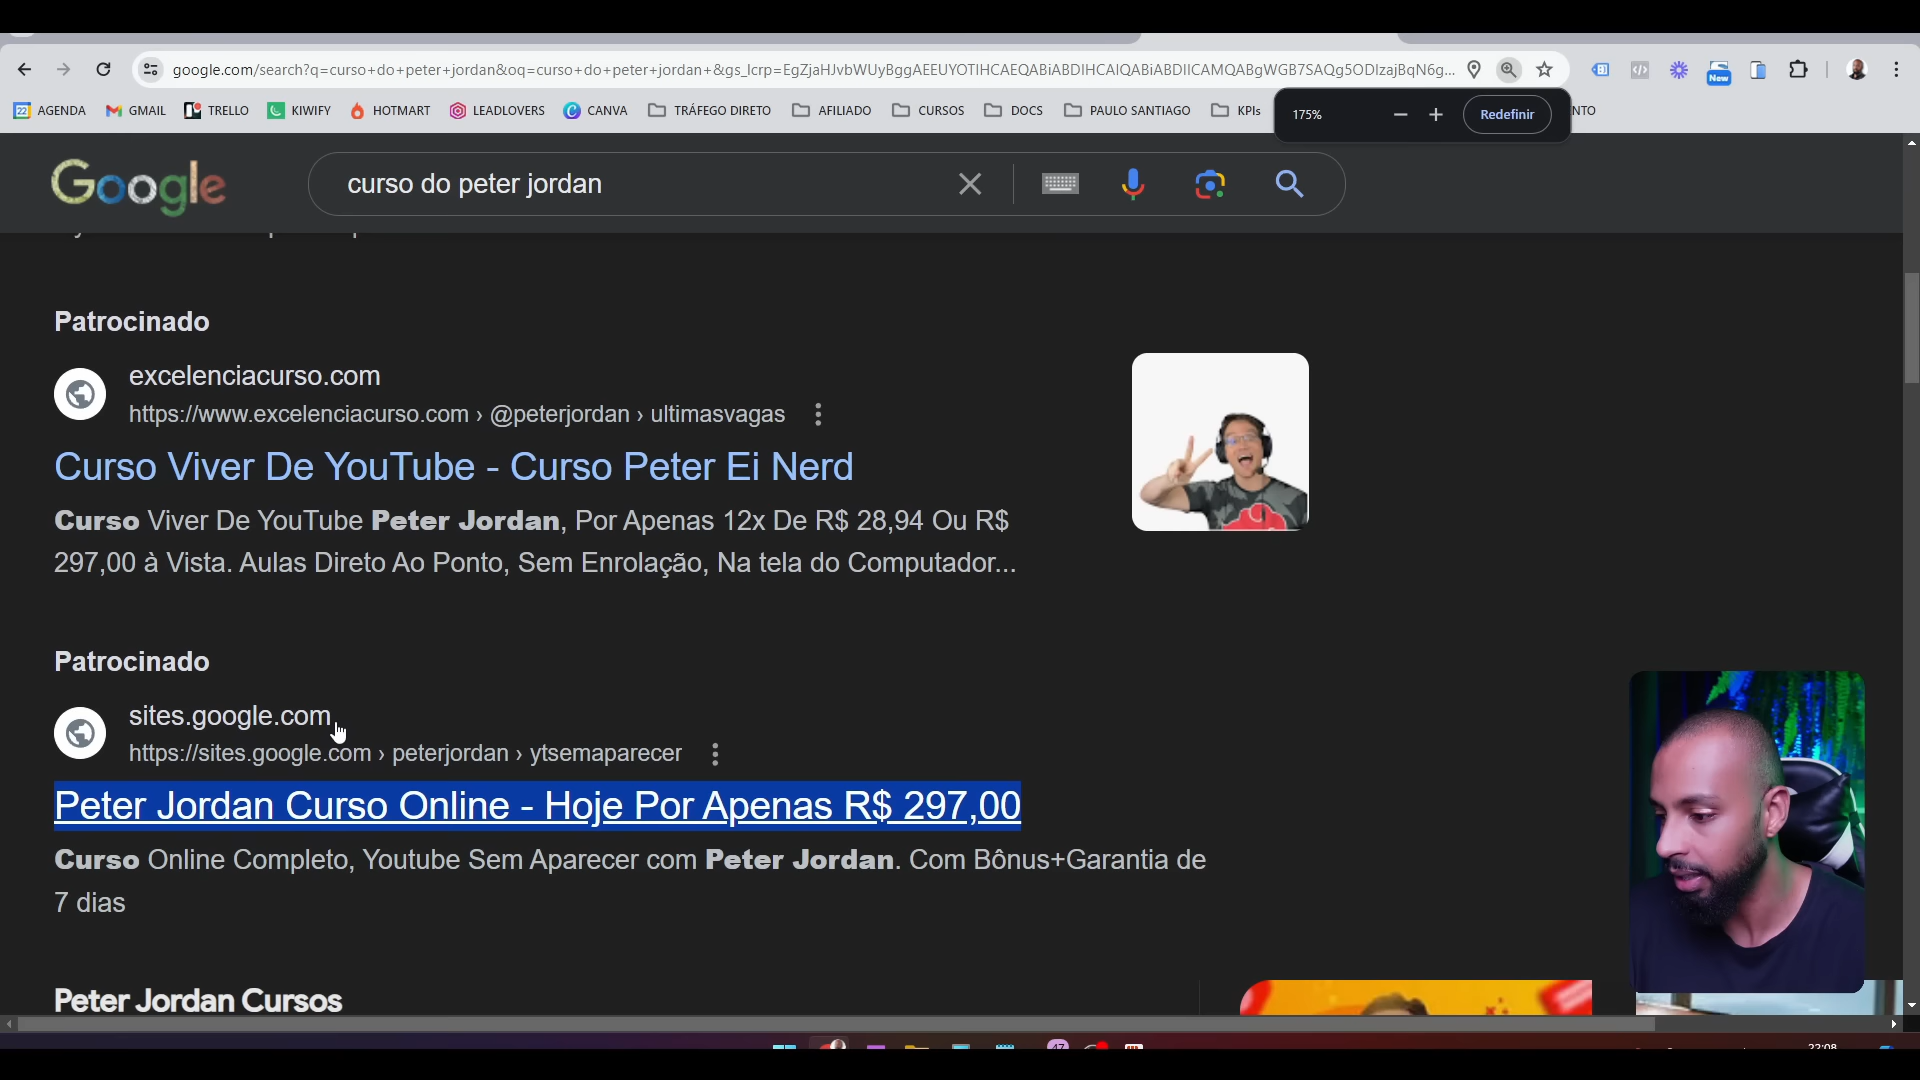 google.com/search?q=curso+do+peter+jordan&oq=curso+do+peter+jordan+&gs_lcrp=EgZjaHJvbWUyBggAEEUYOTIHCAEQABiABDIHCAIQABiABDIICAMQABgWGB7SAQg5ODIzajBqN6g...
AGENDA GMAIL TRELLO KIWIFY HOTMART LEADLOVERS CANVA TRÁFEGO DIRETO AFILIADO CURSOS DOCS PAULO SANTIAGO KPIs NTO
New
175% − + Redefinir
Google curso do peter jordan
Patrocinado
excelenciacurso.com
https://www.excelenciacurso.com › @peterjordan › ultimasvagas
Curso Viver De YouTube - Curso Peter Ei Nerd
Curso Viver De YouTube Peter Jordan, Por Apenas 12x De R$ 28,94 Ou R$
297,00 à Vista. Aulas Direto Ao Ponto, Sem Enrolação, Na tela do Computador...
Patrocinado
sites.google.com
https://sites.google.com › peterjordan › ytsemaparecer
Peter Jordan Curso Online - Hoje Por Apenas R$ 297,00
Curso Online Completo, Youtube Sem Aparecer com Peter Jordan. Com Bônus+Garantia de
7 dias
Peter Jordan Cursos
47
22:08